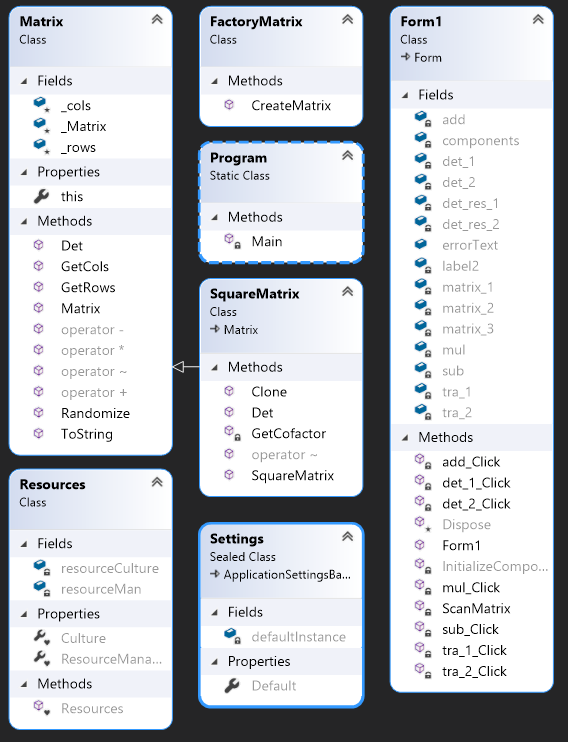 Matrix
Class
Fields
_cols
_Matrix
_rows
Properties
this
Methods
Det
GetCols
GetRows
Matrix
operator -
operator *
operator ~
operator +
Randomize
ToString
Resources
Class
Fields
resourceCulture
resourceMan
Properties
Culture
ResourceMana...
Methods
Resources
FactoryMatrix
Class
Methods
CreateMatrix
Program
Static Class
Methods
Main
SquareMatrix
Class
Matrix
Methods
Clone
Det
GetCofactor
operator ~
SquareMatrix
Settings
Sealed Class
ApplicationSettingsBa...
Fields
defaultInstance
Properties
Default
Form1
Class
Form
Fields
add
components
det_1
det_2
det_res_1
det_res_2
errorText
label2
matrix_1
matrix_2
matrix_3
mul
sub
tra_1
tra_2
Methods
add_Click
det_1_Click
det_2_Click
Dispose
Form1
InitializeCompo...
mul_Click
ScanMatrix
sub_Click
tra_1_Click
tra_2_Click